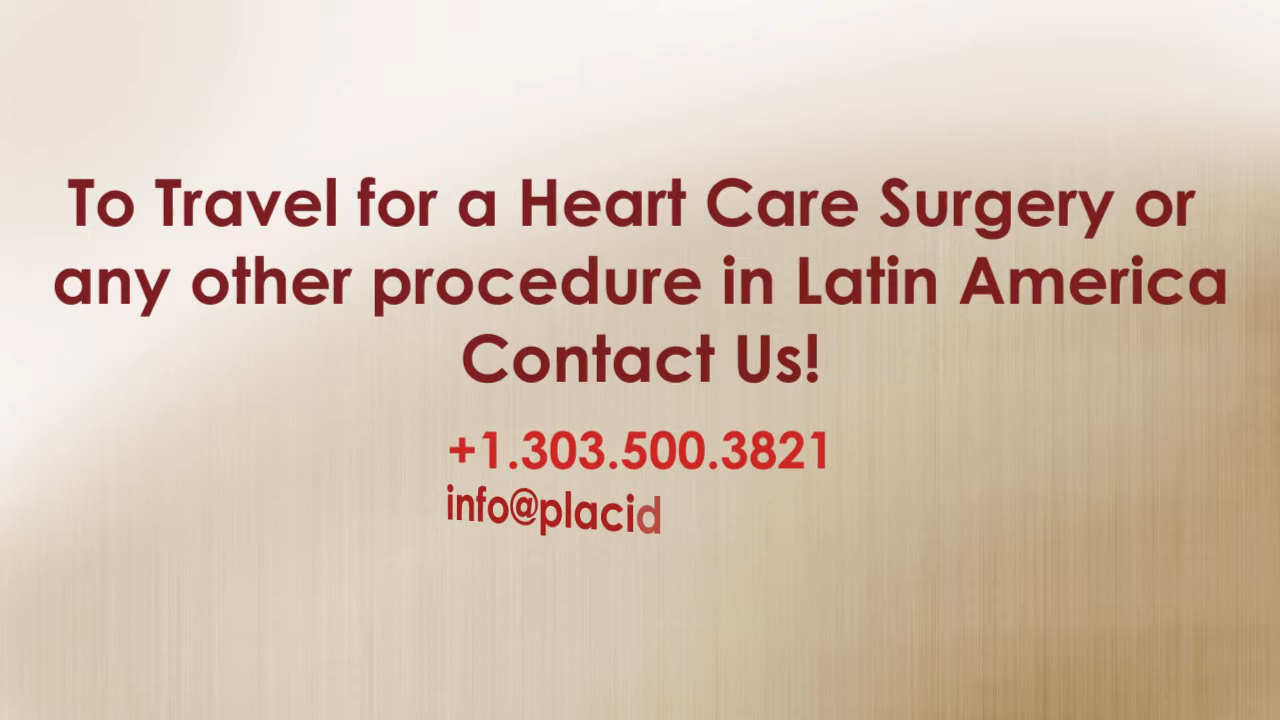 To Travel for a Heart Care Surgery or
any other procedure in Latin America
Contact Us!
+1.303.500.3821
info@placid